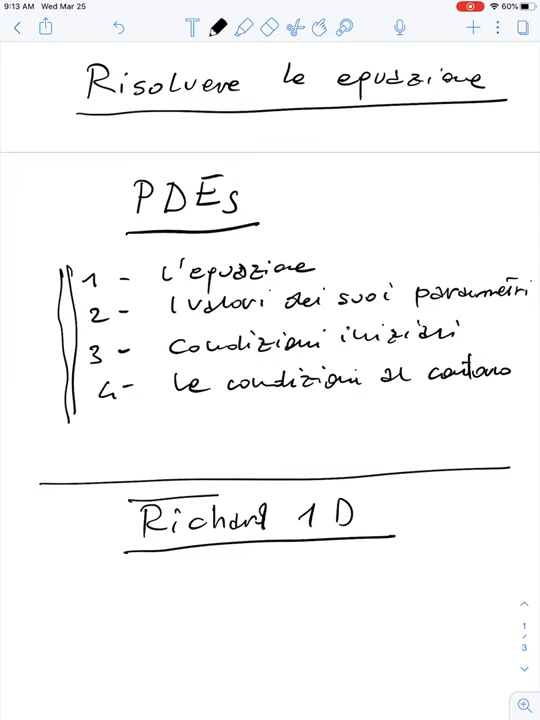 9:13 AM Wed Mar 25
60%
T
Risolvere le equazione
PDEs
1 - L'equazione
2 - I valori dei suoi parametri
3 - condizioni iniziali
4 - le condizioni al contorno
Richard 1D
1
/
3